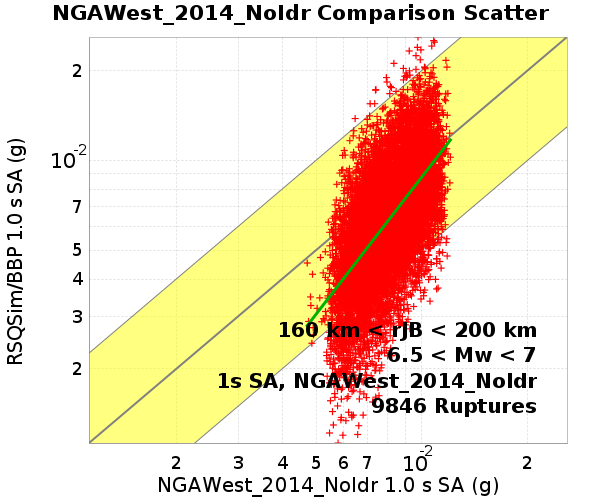 NGAWest_2014_NoIdr Comparison Scatter
RSQSim/BBP 1.0 s SA (g)
2
10-2
7
5
4
3
2
160 km < rJB < 200 km
6.5 < Mw < 7
1s SA, NGAWest_2014_NoIdr
9846 Ruptures
2 3 4 5 6 7 10-2 2
NGAWest_2014_NoIdr 1.0 s SA (g)